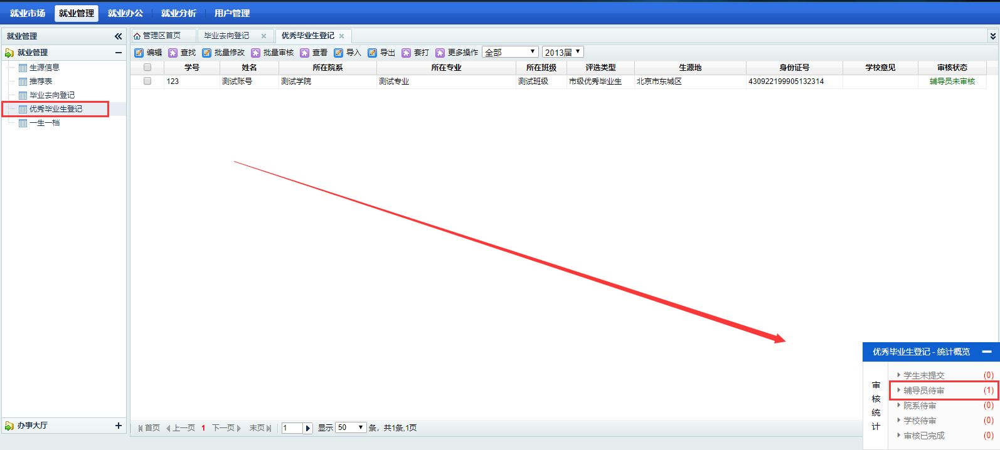 就业市场 就业管理 就业办公 就业分析 用户管理
就业管理
管理区首页 毕业去向登记 优秀毕业生登记
就业管理
编辑 查找 批量修改 批量审核 查看 导入 导出 套打 更多操作 全部 2013届
生源信息
推荐表
毕业去向登记
优秀毕业生登记
一生一档
学号 姓名 所在院系 所在专业 所在班级 评选类型 生源地 身份证号 学校意见 审核状态
123 测试账号 测试学院 测试专业 测试班级 市级优秀毕业生 北京市东城区 430922199905132314 辅导员未审核
优秀毕业生登记 - 统计概览
审核统计
学生未提交 (0)
辅导员待审 (1)
院系待审 (0)
学校待审 (0)
审核已完成 (0)
办事大厅
首页 上一页 1 下一页 末页 1 显示 50 条，共1条,1页